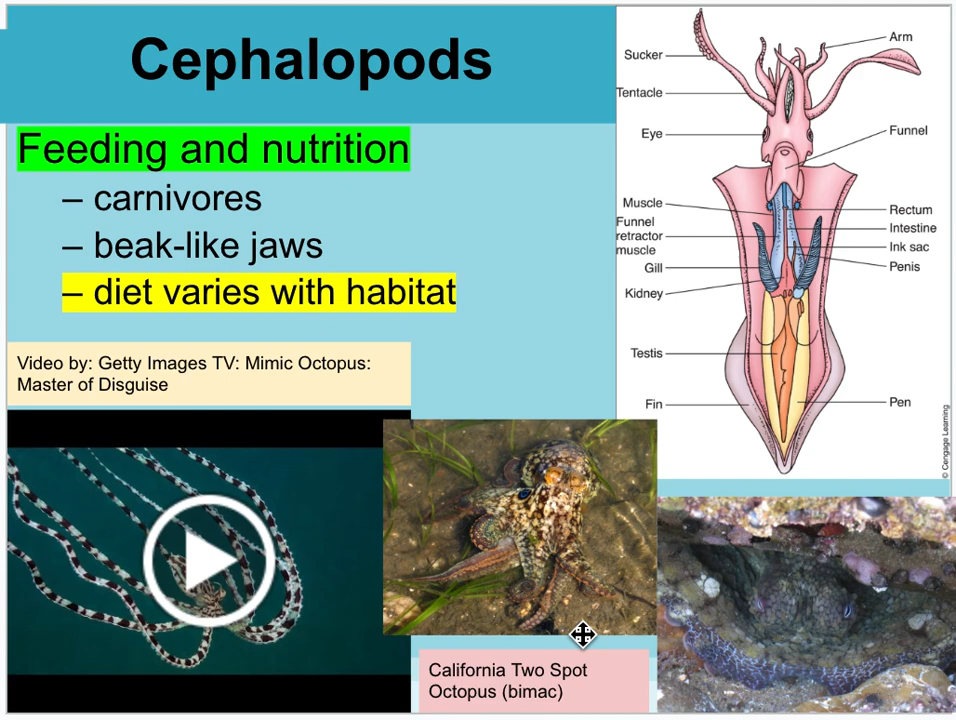 Cephalopods
Feeding and nutrition
– carnivores
– beak-like jaws
– diet varies with habitat
Video by: Getty Images TV: Mimic Octopus:
Master of Disguise
California Two Spot
Octopus (bimac)
Sucker
Tentacle
Eye
Muscle
Funnel
retractor
muscle
Gill
Kidney
Testis
Fin
Arm
Funnel
Rectum
Intestine
Ink sac
Penis
Pen
© Cengage Learning